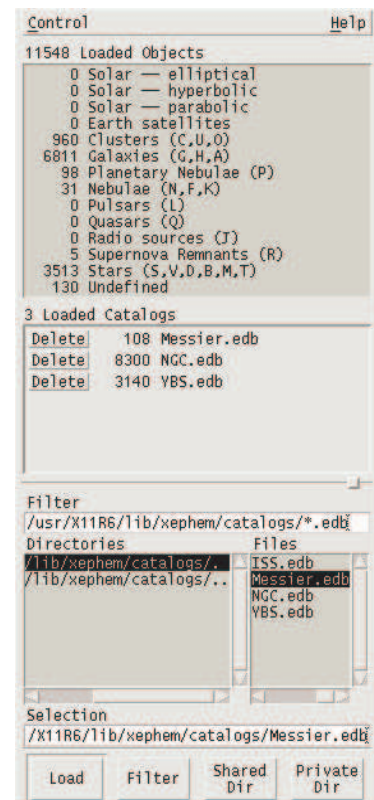 Control Help
11548 Loaded Objects
0 Solar — elliptical
0 Solar — hyperbolic
0 Solar — parabolic
0 Earth satellites
960 Clusters (C,U,O)
6811 Galaxies (G,H,A)
98 Planetary Nebulae (P)
31 Nebulae (N,F,K)
0 Pulsars (L)
0 Quasars (Q)
0 Radio sources (J)
5 Supernova Remnants (R)
3513 Stars (S,V,D,B,M,T)
130 Undefined
3 Loaded Catalogs
Delete 108 Messier.edb
Delete 8300 NGC.edb
Delete 3140 YBS.edb
Filter
/usr/X11R6/lib/xephem/catalogs/*.edb
Directories Files
/lib/xephem/catalogs/. ISS.edb
/lib/xephem/catalogs/.. Messier.edb
NGC.edb
YBS.edb
Selection
/X11R6/lib/xephem/catalogs/Messier.edb
Load Filter Shared Dir Private Dir